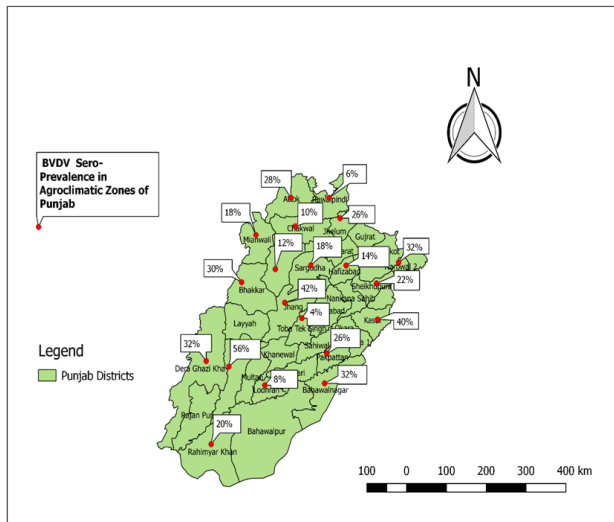 N
BVDV Sero-
Prevalence in
Agroclimatic Zones of
Punjab
6%
28%
Rawalpindi
10%
26%
18%
Chakwal
Jhelum
Mianwali
Gujrat
12%
18%
32%
Sargodha
14%
Hafizabad
22%
30%
Bhakkar
Sheikhupura
42%
Nankana Sahib
Jhang
4%
Layyah
40%
Toba Tek Singh
26%
32%
56%
Khanewal
Sahiwal
Pakpattan
Dera Ghazi Khan
Multan
8%
32%
Lodhran
Bahawalnagar
Legend
Punjab Districts
Rajan Pur
20%
Bahawalpur
Rahimyar Khan
100 0 100 200 300 400 km